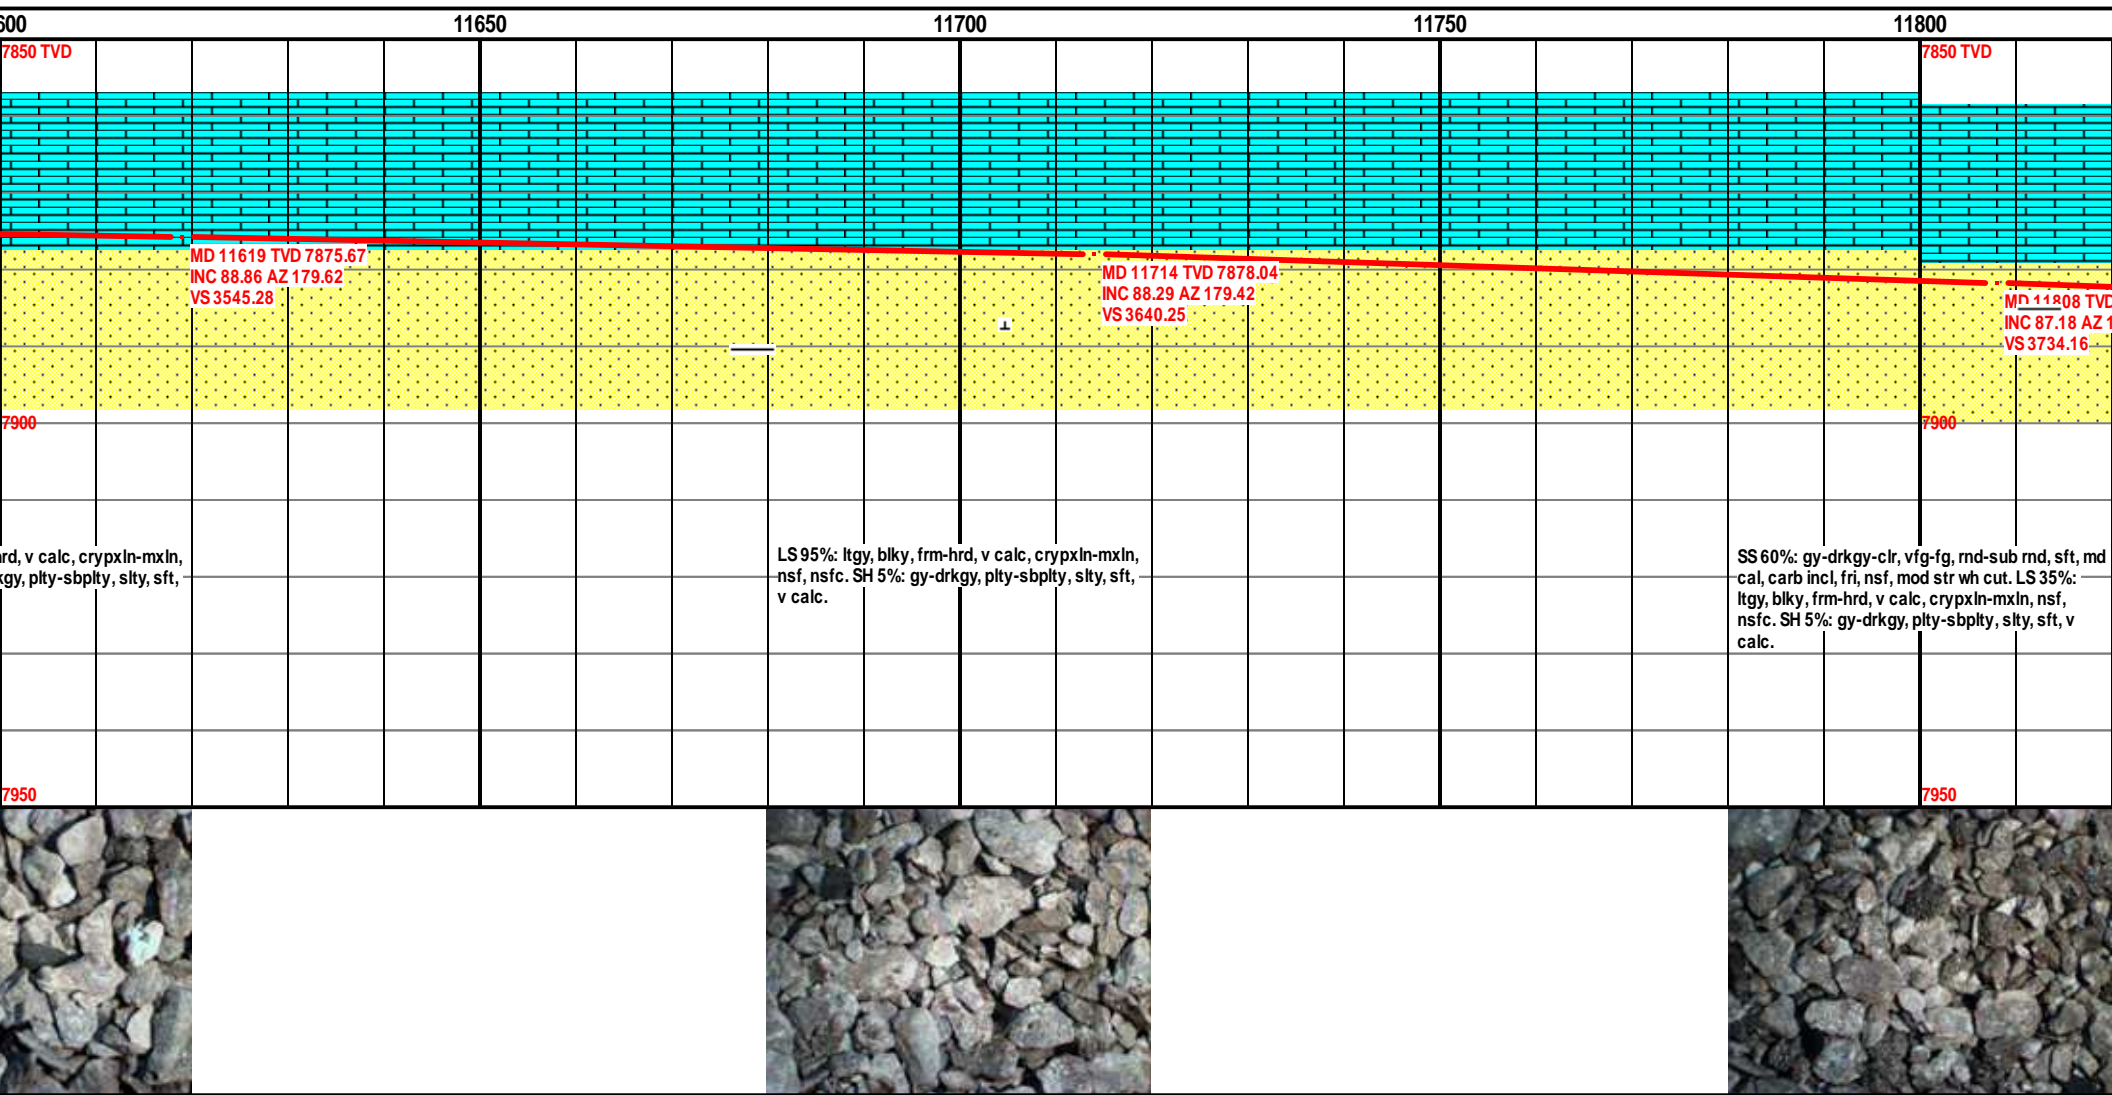 600 11650 11700 11750 11800
7850 TVD 7850 TVD
MD 11619 TVD 7875.67
INC 88.86 AZ 179.62
VS 3545.28
MD 11714 TVD 7878.04
INC 88.29 AZ 179.42
VS 3640.25
MD 11808 TVD
INC 87.18 AZ 1
VS 3734.16
7900 7900
rd, v calc, crypxln-mxln,
gy, plty-sbplty, slty, sft,
LS 95%: ltgy, blky, frm-hrd, v calc, crypxln-mxln,
nsf, nsfc. SH 5%: gy-drkgy, plty-sbplty, slty, sft,
v calc.
SS 60%: gy-drkgy-clr, vfg-fg, rnd-sub rnd, sft, md
cal, carb incl, fri, nsf, mod str wh cut. LS 35%:
ltgy, blky, frm-hrd, v calc, crypxln-mxln, nsf,
nsfc. SH 5%: gy-drkgy, plty-sbplty, slty, sft, v
calc.
7950 7950